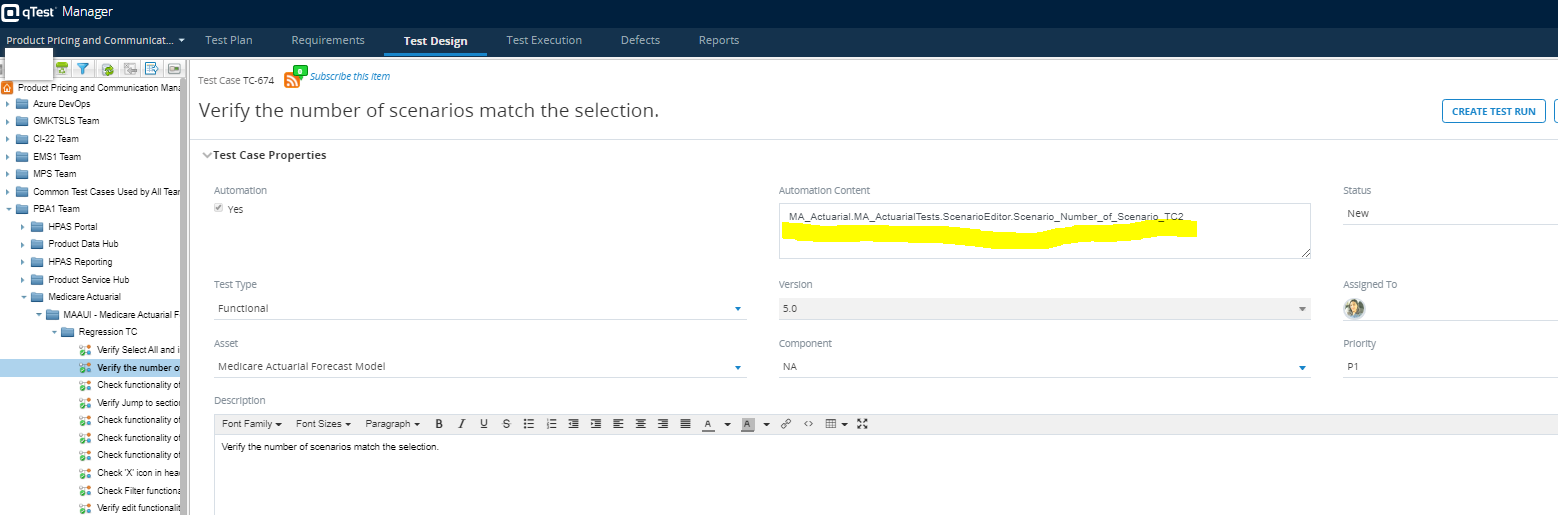 qTest Manager
Product Pricing and Communicat...
Test Plan
Requirements
Test Design
Test Execution
Defects
Reports
Product Pricing and Communication Mana
Azure DevOps
GMKTSLS Team
CI-22 Team
EMS1 Team
MPS Team
Common Test Cases Used by All Team
PBA1 Team
HPAS Portal
Product Data Hub
HPAS Reporting
Product Service Hub
Medicare Actuarial
MAAUI - Medicare Actuarial F
Regression TC
Verify Select All and i
Verify the number of
Check functionality of
Verify Jump to section
Check functionality of
Check functionality of
Check functionality of
Check 'X' icon in head
Check Filter functiona
Verify edit functionalit
Test Case TC-674
0
Subscribe this item
Verify the number of scenarios match the selection.
CREATE TEST RUN
Test Case Properties
Automation
Yes
Automation Content
MA_Actuarial.MA_ActuarialTests.ScenarioEditor.Scenario_Number_of_Scenario_TC2
Status
New
Test Type
Functional
Version
5.0
Assigned To
Asset
Medicare Actuarial Forecast Model
Component
NA
Priority
P1
Description
Font Family
Font Sizes
Paragraph
B I U S A A
Verify the number of scenarios match the selection.